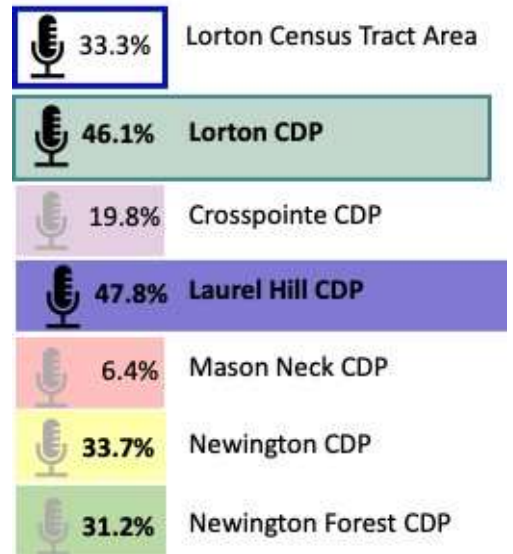 33.3% Lorton Census Tract Area
46.1% Lorton CDP
19.8% Crosspointe CDP
47.8% Laurel Hill CDP
6.4% Mason Neck CDP
33.7% Newington CDP
31.2% Newington Forest CDP